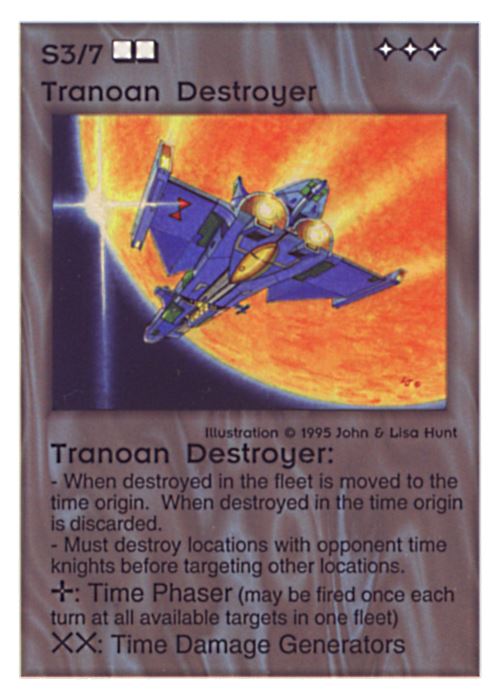 S3/7
Tranoan Destroyer
Illustration © 1995 John & Lisa Hunt
Tranoan Destroyer:
- When destroyed in the fleet is moved to the
time origin. When destroyed in the time origin
is discarded.
- Must destroy locations with opponent time
knights before targeting other locations.
: Time Phaser (may be fired once each
turn at all available targets in one fleet)
XX: Time Damage Generators